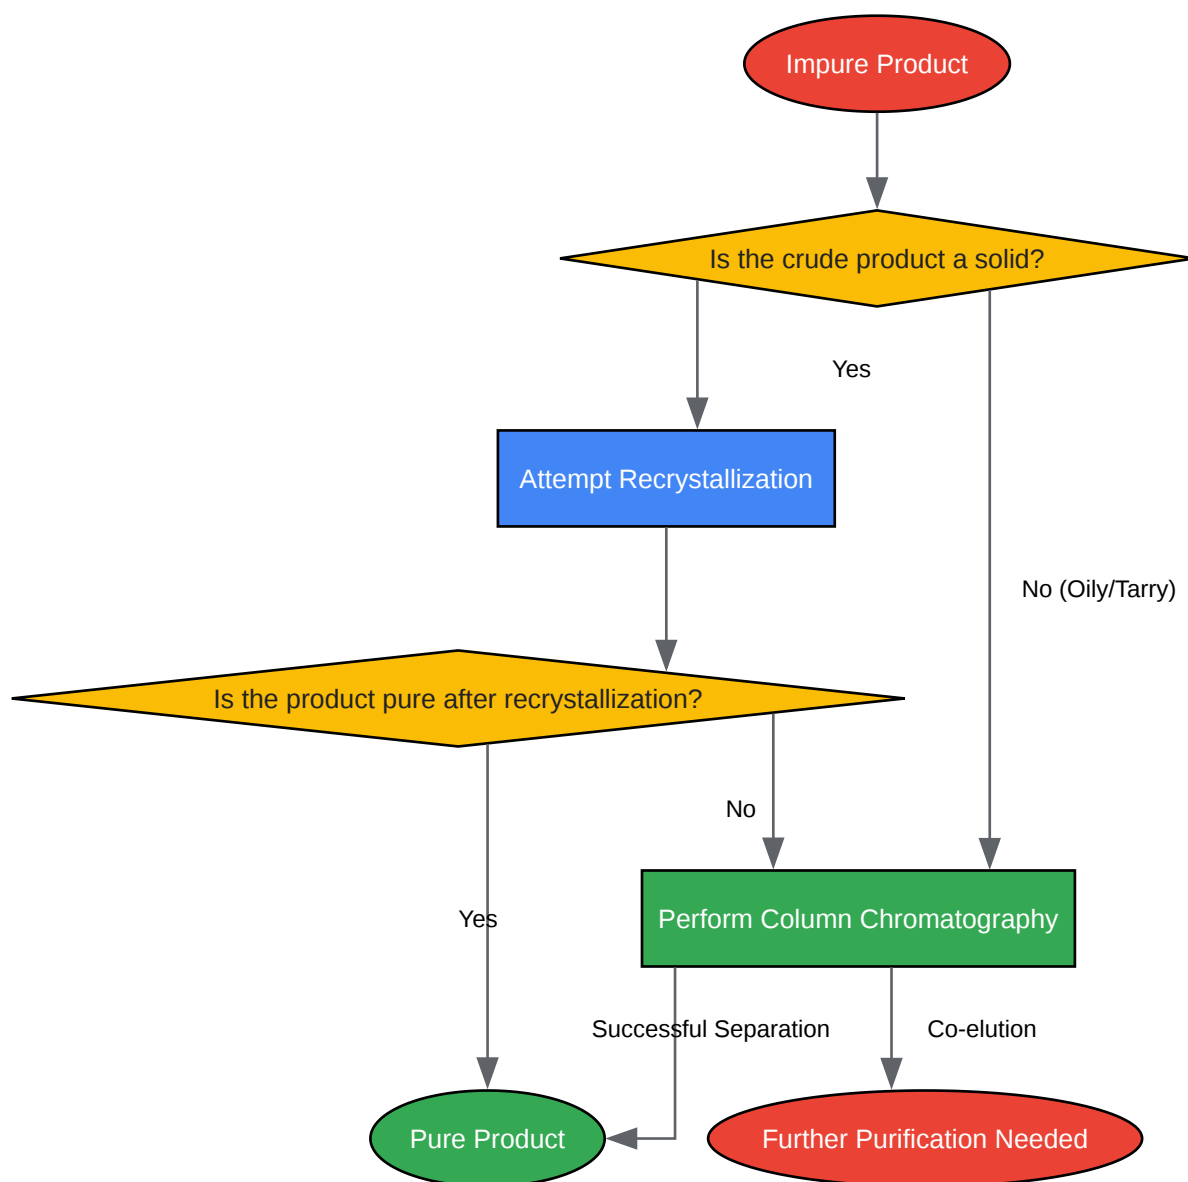 Impure Product
Is the crude product a solid?
Yes
Attempt Recrystallization
No (Oily/Tarry)
Is the product pure after recrystallization?
No
Yes
Perform Column Chromatography
Successful Separation
Co-elution
Pure Product
Further Purification Needed